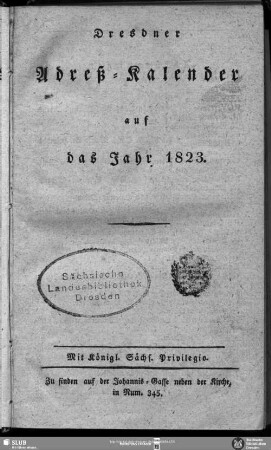 Dresdner
Adreß-Kalender
auf
das Jahr 1823.
Sächsische
Landesbibliothek
Dresden
Mit Königl. Sächs. Privilegio.
Zu finden auf der Johannis-Gasse neben der Kirche,
in Num. 345.
SLUB